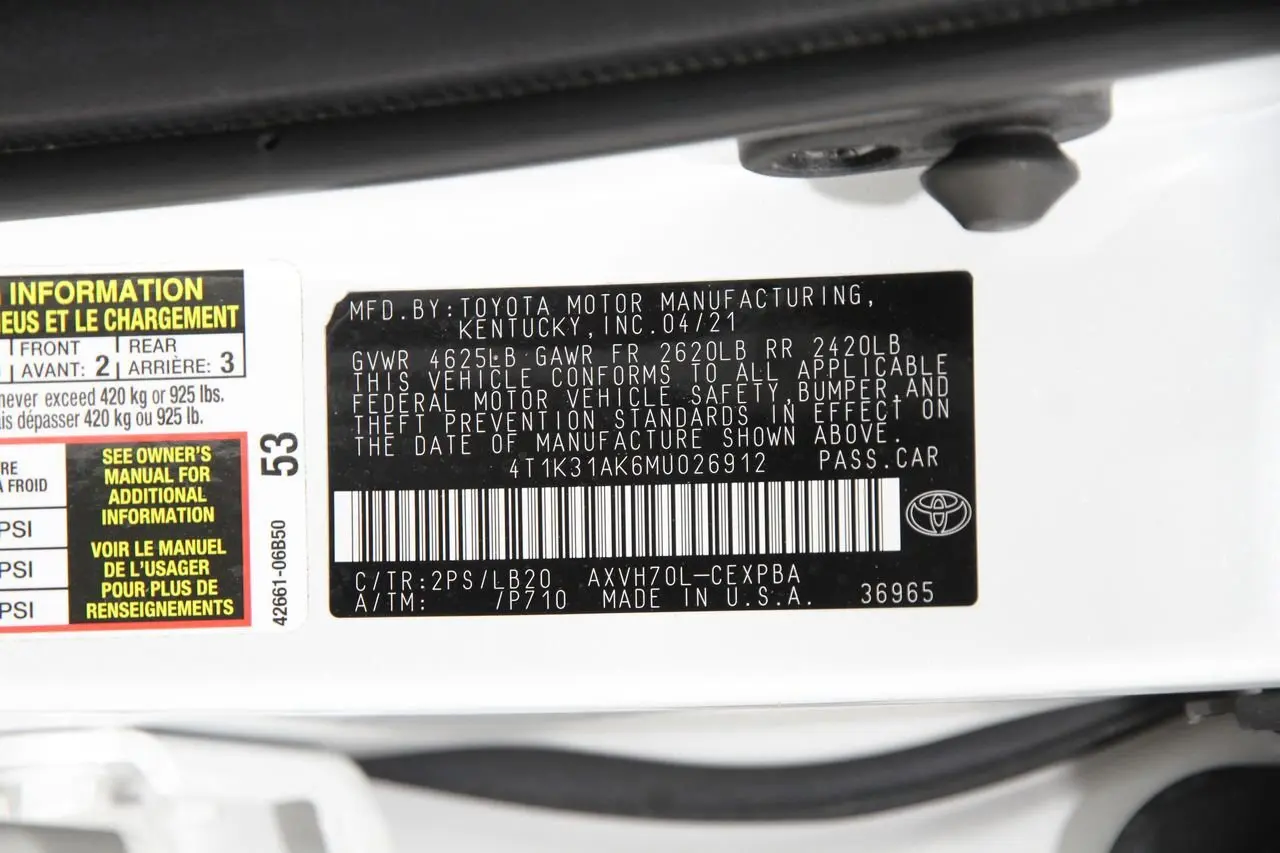 INFORMATION
EUS ET LE CHARGEMENT
FRONT REAR
AVANT: 2 ARRIÈRE: 3
never exceed 420 kg or 925 lbs.
is dépasser 420 kg ou 925 lb.
RE
A FROID
PSI
PSI
PSI
SEE OWNER'S
MANUAL FOR
ADDITIONAL
INFORMATION
VOIR LE MANUEL
DE L'USAGER
POUR PLUS DE
RENSEIGNEMENTS
53
42661-06B50
MFD.BY:TOYOTA MOTOR MANUFACTURING,
KENTUCKY,INC.04/21
GVWR 4625LB GAWR FR 2620LB RR 2420LB
THIS VEHICLE CONFORMS TO ALL APPLICABLE
FEDERAL MOTOR VEHICLE SAFETY,BUMPER,AND
THEFT PREVENTION STANDARDS IN EFFECT ON
THE DATE OF MANUFACTURE SHOWN ABOVE.
4T1K31AK6MU026912 PASS.CAR
C/TR:2PS/LB20 AXVH70L-CEXPBA
A/TM: /P710 MADE IN U.S.A. 36965